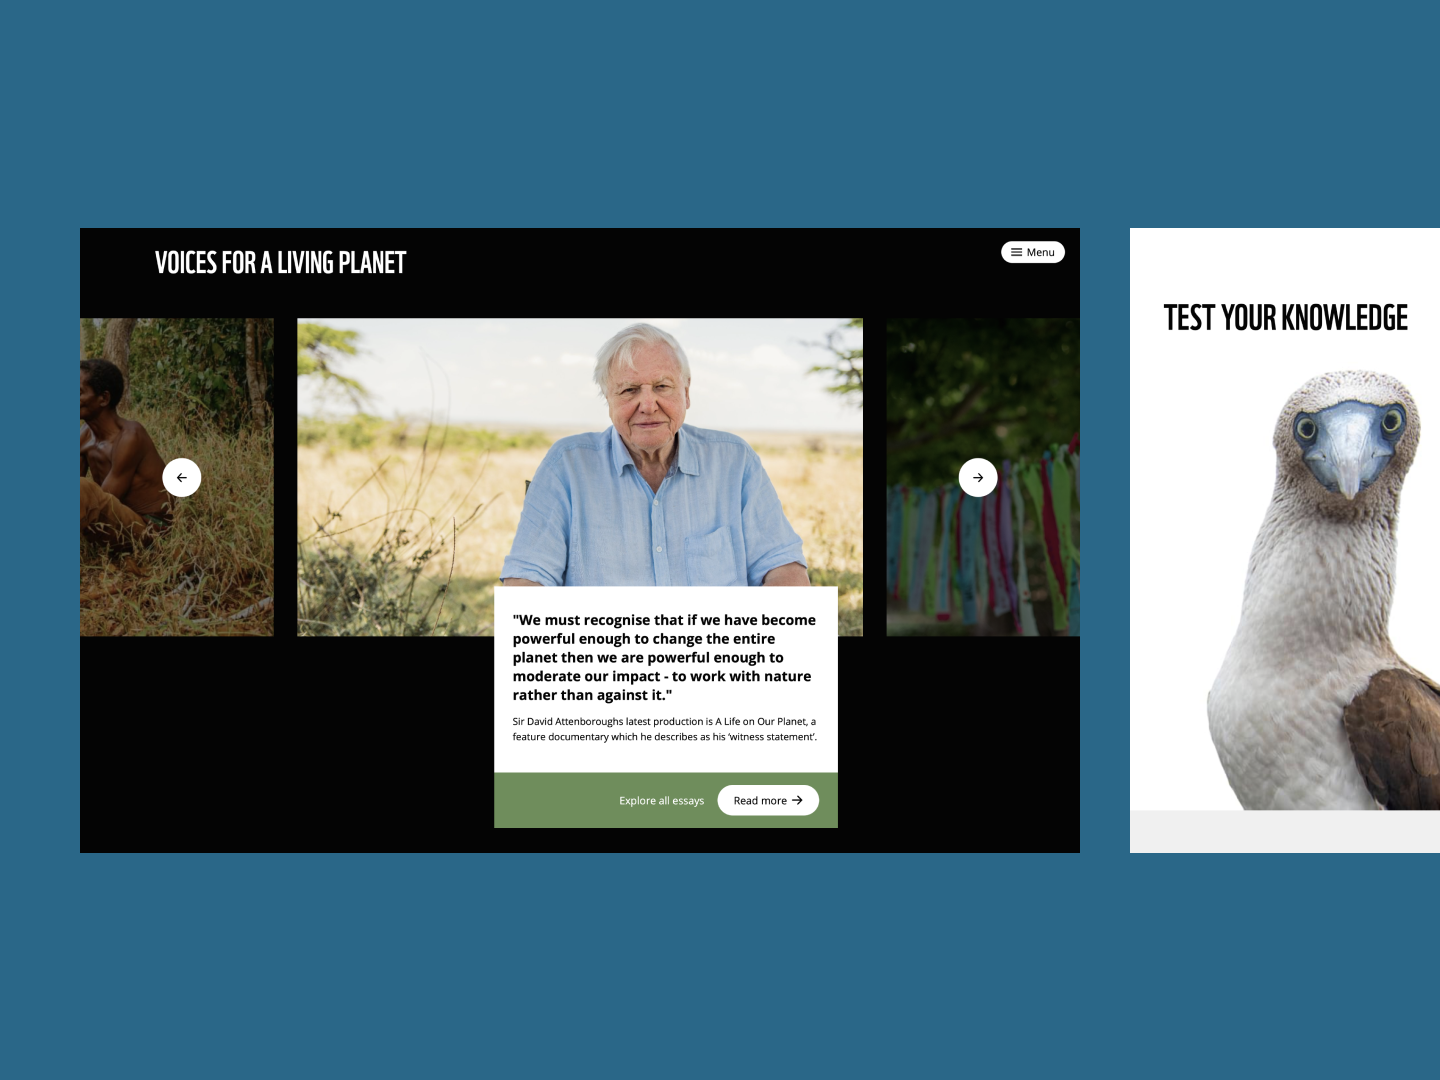 VOICES FOR A LIVING PLANET
Menu
"We must recognise that if we have become
powerful enough to change the entire
planet then we are powerful enough to
moderate our impact - to work with nature
rather than against it."
Sir David Attenboroughs latest production is A Life on Our Planet, a
feature documentary which he describes as his ‘witness statement’.
Explore all essays
Read more
TEST YOUR KNOWLEDGE